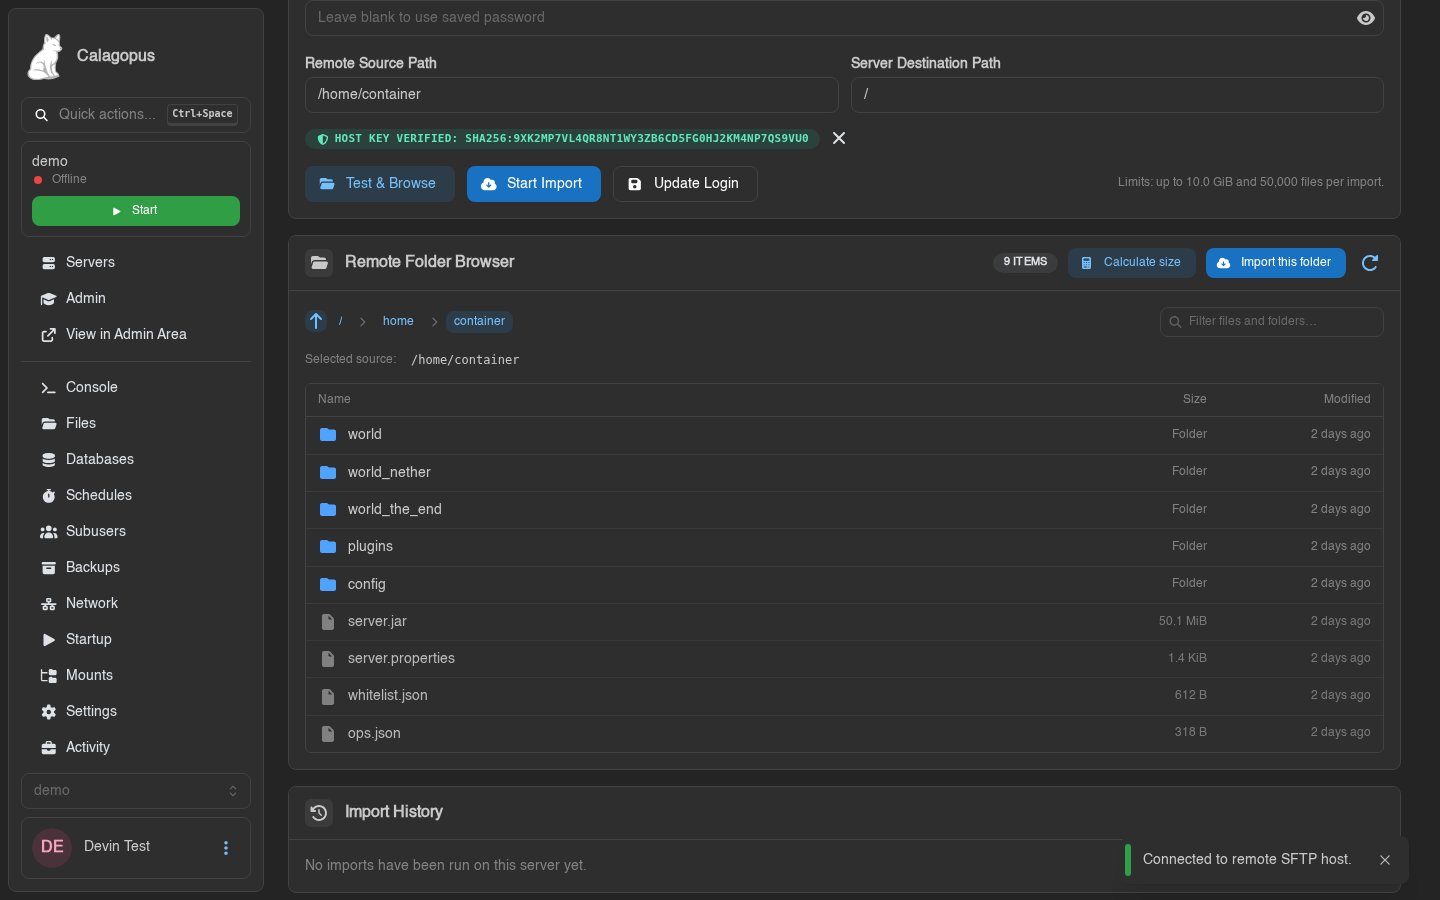 Calagopus
Quick actions... Ctrl+Space
demo
Offline
Start
Servers
Admin
View in Admin Area
Console
Files
Databases
Schedules
Subusers
Backups
Network
Startup
Mounts
Settings
Activity
demo
DE Devin Test
Leave blank to use saved password
Remote Source Path Server Destination Path
/home/container /
HOST KEY VERIFIED: SHA256:9XK2MP7VL4QR8NT1WY3ZB6CD5FG0HJ2KM4NP7QS9VU0
Test & Browse Start Import Update Login Limits: up to 10.0 GiB and 50,000 files per import.
Remote Folder Browser 9 ITEMS Calculate size Import this folder
/ home container Filter files and folders...
Selected source: /home/container
Name Size Modified
world Folder 2 days ago
world_nether Folder 2 days ago
world_the_end Folder 2 days ago
plugins Folder 2 days ago
config Folder 2 days ago
server.jar 50.1 MiB 2 days ago
server.properties 1.4 KiB 2 days ago
whitelist.json 612 B 2 days ago
ops.json 318 B 2 days ago
Import History
No imports have been run on this server yet.
Connected to remote SFTP host.